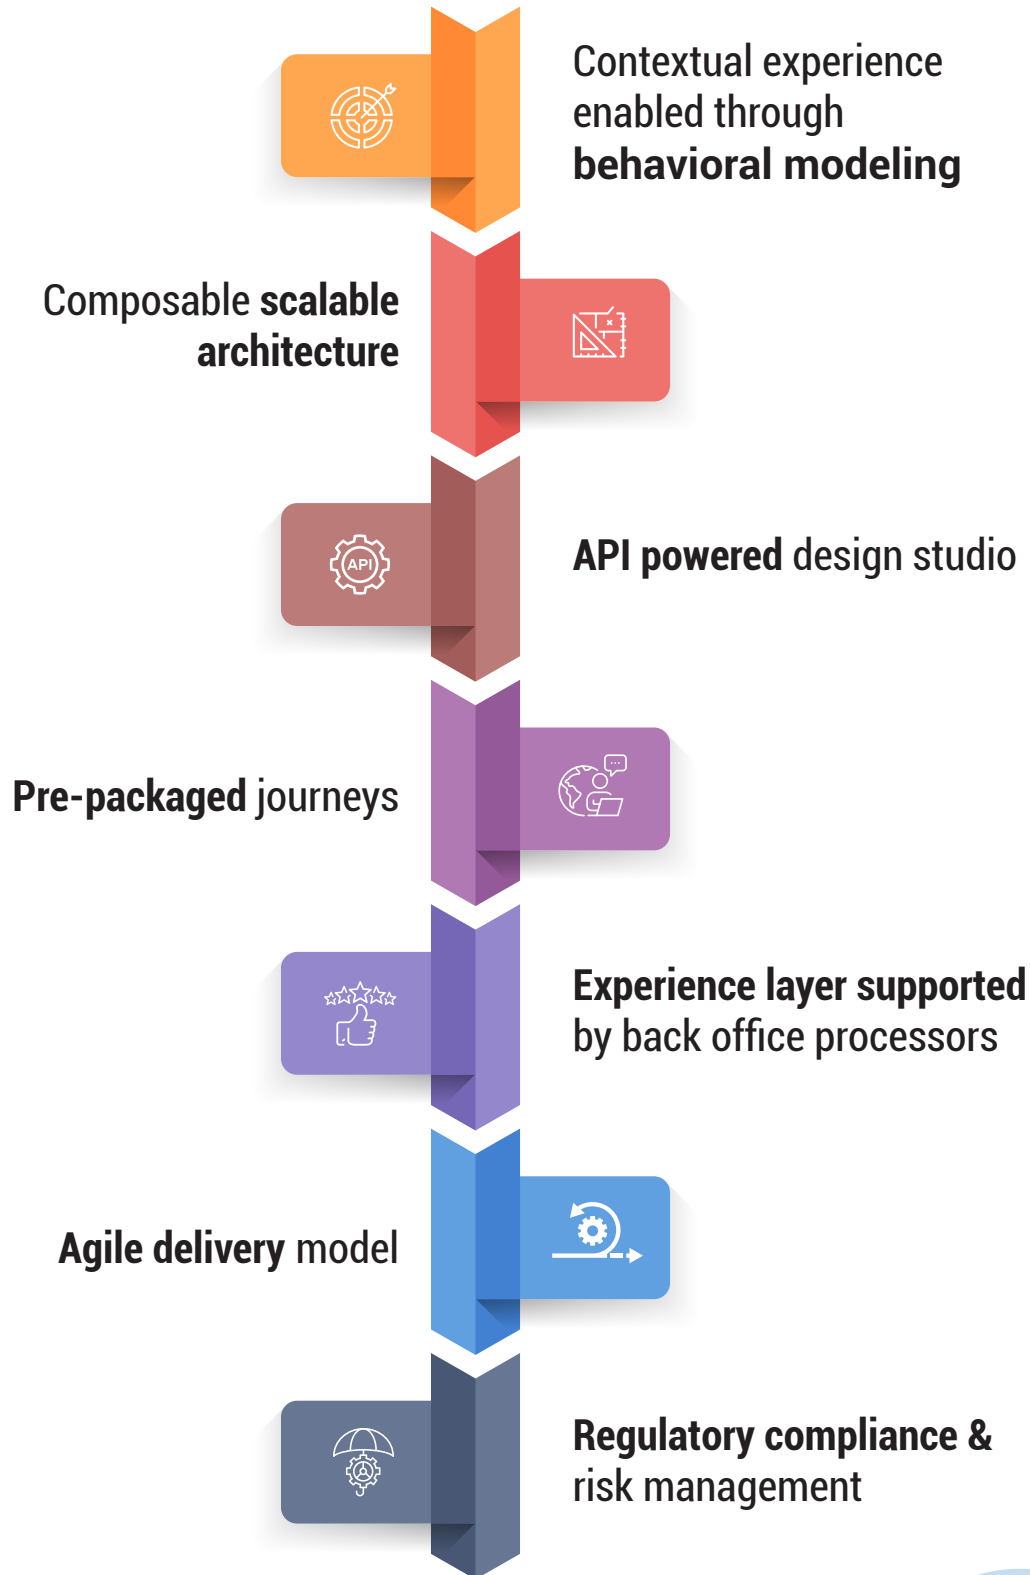 Contextual experience
enabled through
behavioral modeling
Composable scalable
architecture
API
API powered design studio
Pre-packaged journeys
Experience layer supported
by back office processors
Agile delivery model
Regulatory compliance &
risk management